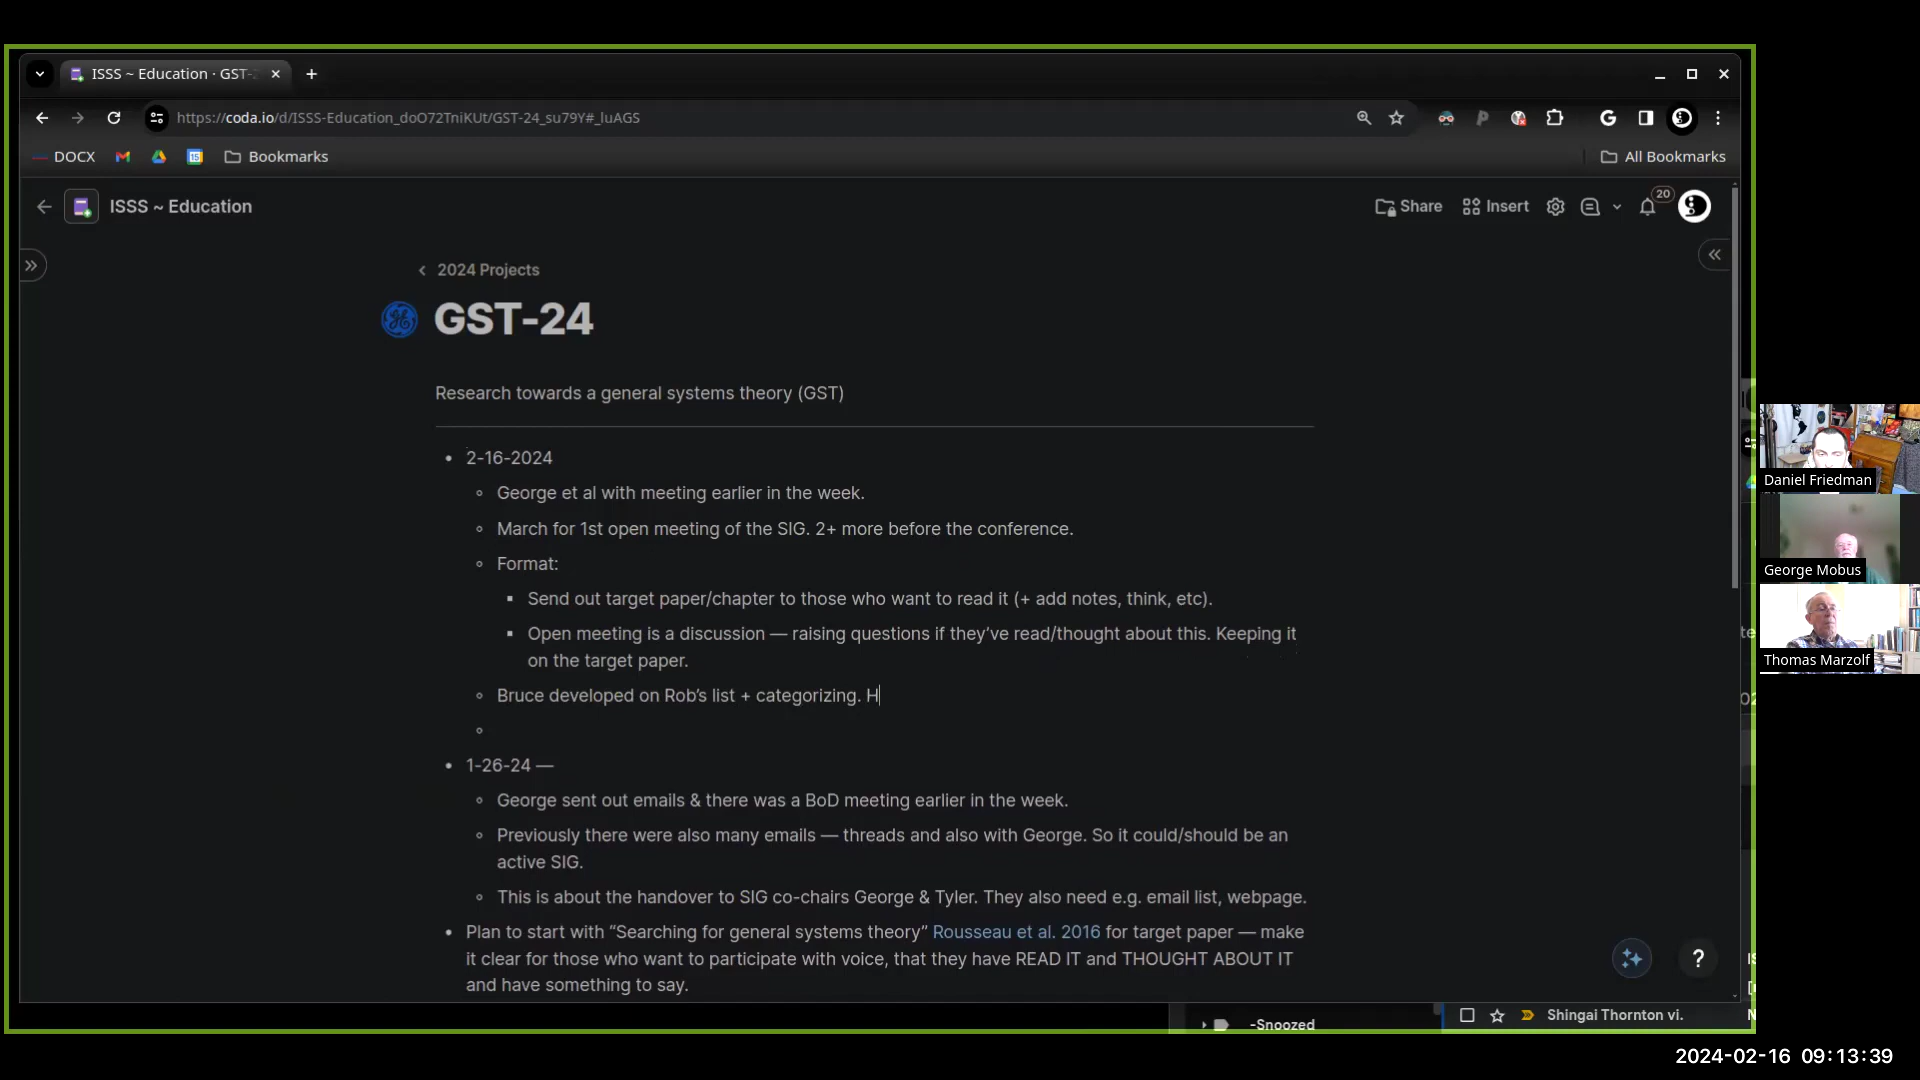 ISSS ~ Education · GST-
https://coda.io/d/ISSS-Education_doO72TniKUt/GST-24_su79Y#_luAGS
DOCX
Bookmarks
All Bookmarks
ISSS ~ Education
Share
Insert
20
2024 Projects
GST-24
Research towards a general systems theory (GST)
2-16-2024
George et al with meeting earlier in the week.
March for 1st open meeting of the SIG. 2+ more before the conference.
Format:
Send out target paper/chapter to those who want to read it (+ add notes, think, etc).
Open meeting is a discussion — raising questions if they’ve read/thought about this. Keeping it
on the target paper.
Bruce developed on Rob’s list + categorizing. H
1-26-24 —
George sent out emails & there was a BoD meeting earlier in the week.
Previously there were also many emails — threads and also with George. So it could/should be an
active SIG.
This is about the handover to SIG co-chairs George & Tyler. They also need e.g. email list, webpage.
Plan to start with “Searching for general systems theory” Rousseau et al. 2016 for target paper — make
it clear for those who want to participate with voice, that they have READ IT and THOUGHT ABOUT IT
and have something to say.
?
-Snoozed
Shingai Thornton vi.
Daniel Friedman
George Mobus
Thomas Marzolf
2024-02-16 09:13:39